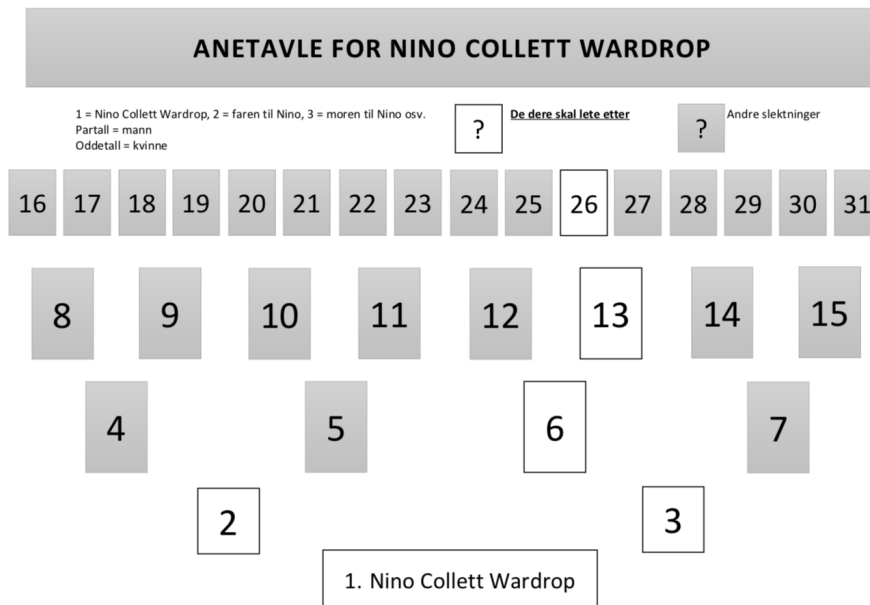 ANETAVLE FOR NINO COLLETT WARDROP
1 = Nino Collett Wardrop, 2 = faren til Nino, 3 = moren til Nino osv.
Partall = mann
Oddetall = kvinne
? De dere skal lete etter
? Andre slektninger
16 17 18 19 20 21 22 23 24 25 26 27 28 29 30 31
8 9 10 11 12 13 14 15
4 5 6 7
2 3
1. Nino Collett Wardrop